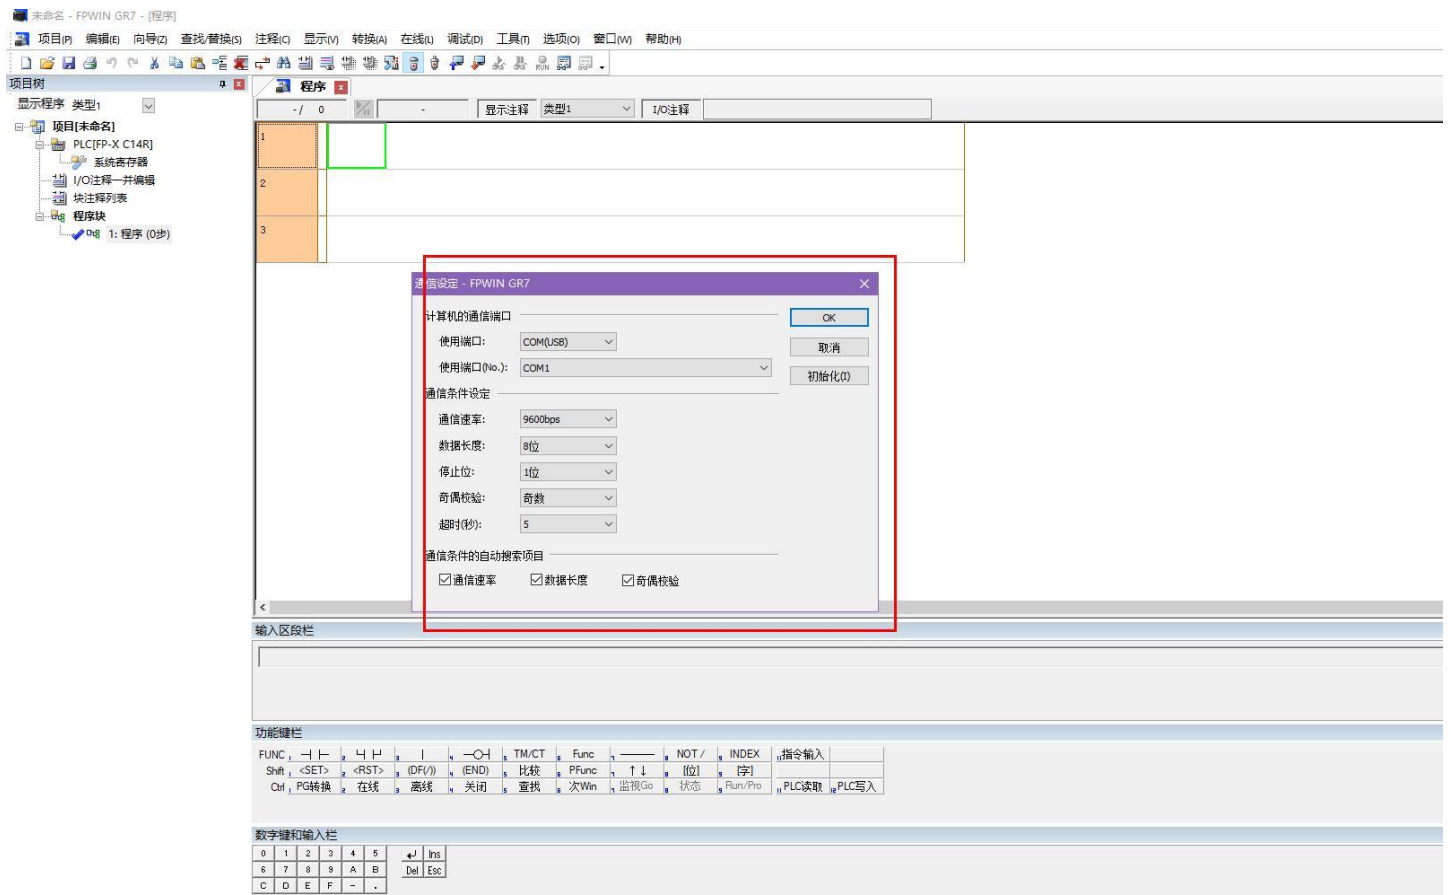 未命名 - FPWIN GR7 - [程序]
项目(P) 编辑(E) 向导(Z) 查找/替换(S) 注释(C) 显示(V) 转换(A) 在线(L) 调试(D) 工具(T) 选项(O) 窗口(W) 帮助(H)
项目树
程序
显示程序 类型1
- / 0 - 显示注释 类型1 I/O注释
项目[未命名]
PLC[FP-X C14R]
系统寄存器
I/O注释一并编辑
块注释列表
程序块
1: 程序 (0步)
1
2
3
通信设定 - FPWIN GR7
计算机的通信端口
OK
使用端口: COM(USB)
取消
使用端口(No.): COM1
初始化(I)
通信条件设定
通信速率: 9600bps
数据长度: 8位
停止位: 1位
奇偶校验: 奇数
超时(秒): 5
通信条件的自动搜索项目
通信速率 数据长度 奇偶校验
输入区段栏
功能键栏
FUNC TM/CT Func NOT / INDEX 指令输入
Shift <SET> <RST> (DF(/)) (END) 比较 PFunc ↑↓ [位] [字]
Ctrl PG转换 在线 离线 关闭 查找 次Win 监视Go 状态 Run/Pro PLC读取 PLC写入
数字键和输入栏
0 1 2 3 4 5 Ins
6 7 8 9 A B Del Esc
C D E F - .